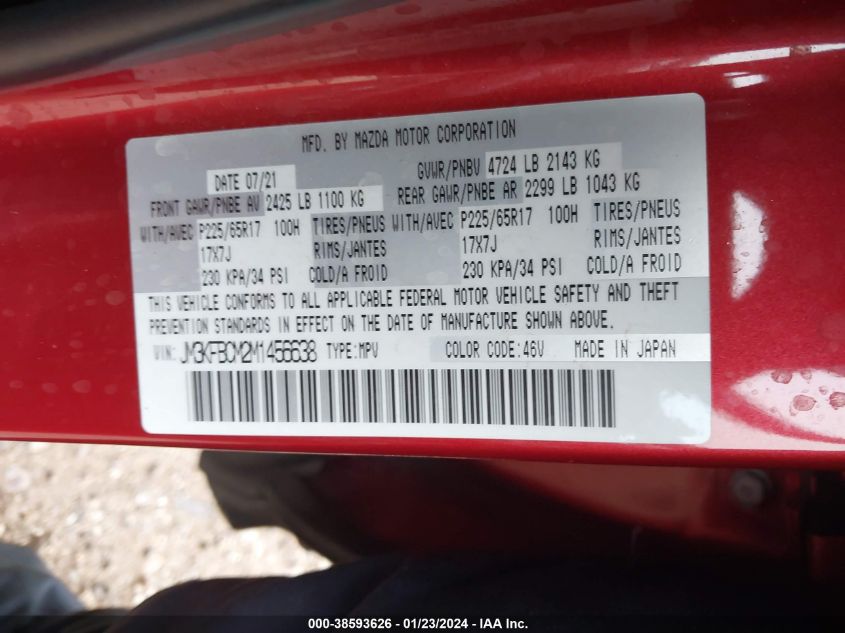 MFD. BY MAZDA MOTOR CORPORATION
DATE 07/21 GVWR/PNBV 4724 LB 2143 KG
FRONT GAWR/PNBE AV 2425 LB 1100 KG REAR GAWR/PNBE AR 2299 LB 1043 KG
WITH/AVEC P225/65R17 100H TIRES/PNEUS WITH/AVEC P225/65R17 100H TIRES/PNEUS
17X7J RIMS/JANTES 17X7J RIMS/JANTES
230 KPA/34 PSI COLD/A FROID 230 KPA/34 PSI COLD/A FROID
THIS VEHICLE CONFORMS TO ALL APPLICABLE FEDERAL MOTOR VEHICLE SAFETY AND THEFT
PREVENTION STANDARDS IN EFFECT ON THE DATE OF MANUFACTURE SHOWN ABOVE.
VIN: JM3KFBCM2M1456638 TYPE:MPV COLOR CODE:46V MADE IN JAPAN
000-38593626 - 01/23/2024 - IAA Inc.